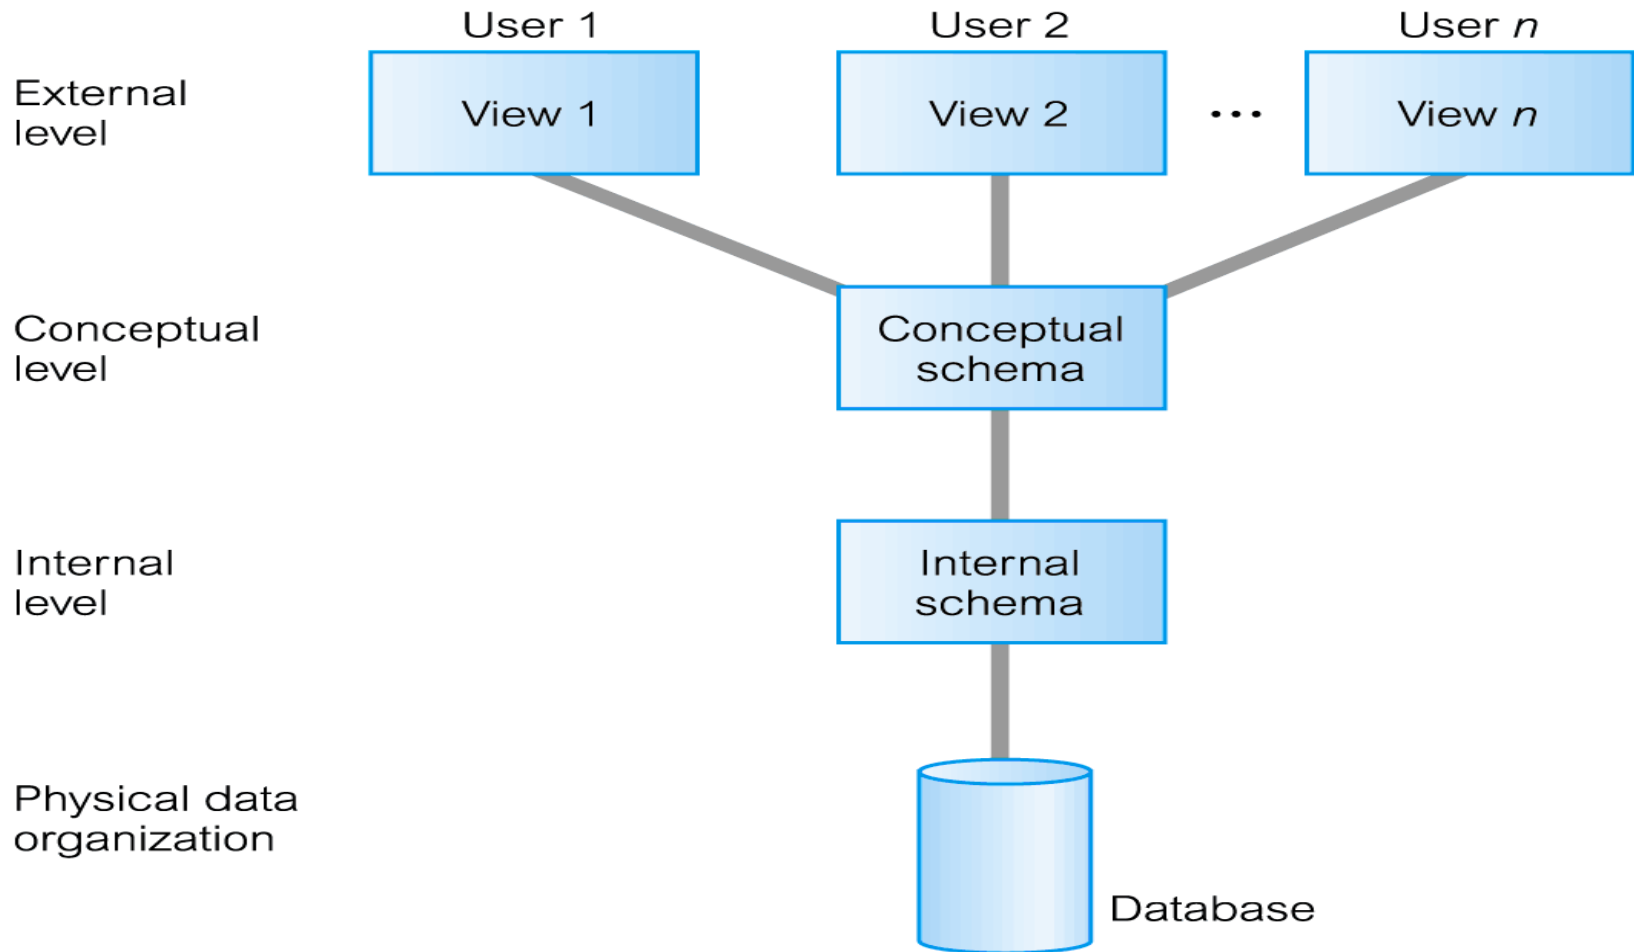 User 1
User 2
User n
External
level
View 1
View 2
...
View n
Conceptual
level
Conceptual
schema
Internal
level
Internal
schema
Physical data
organization
Database